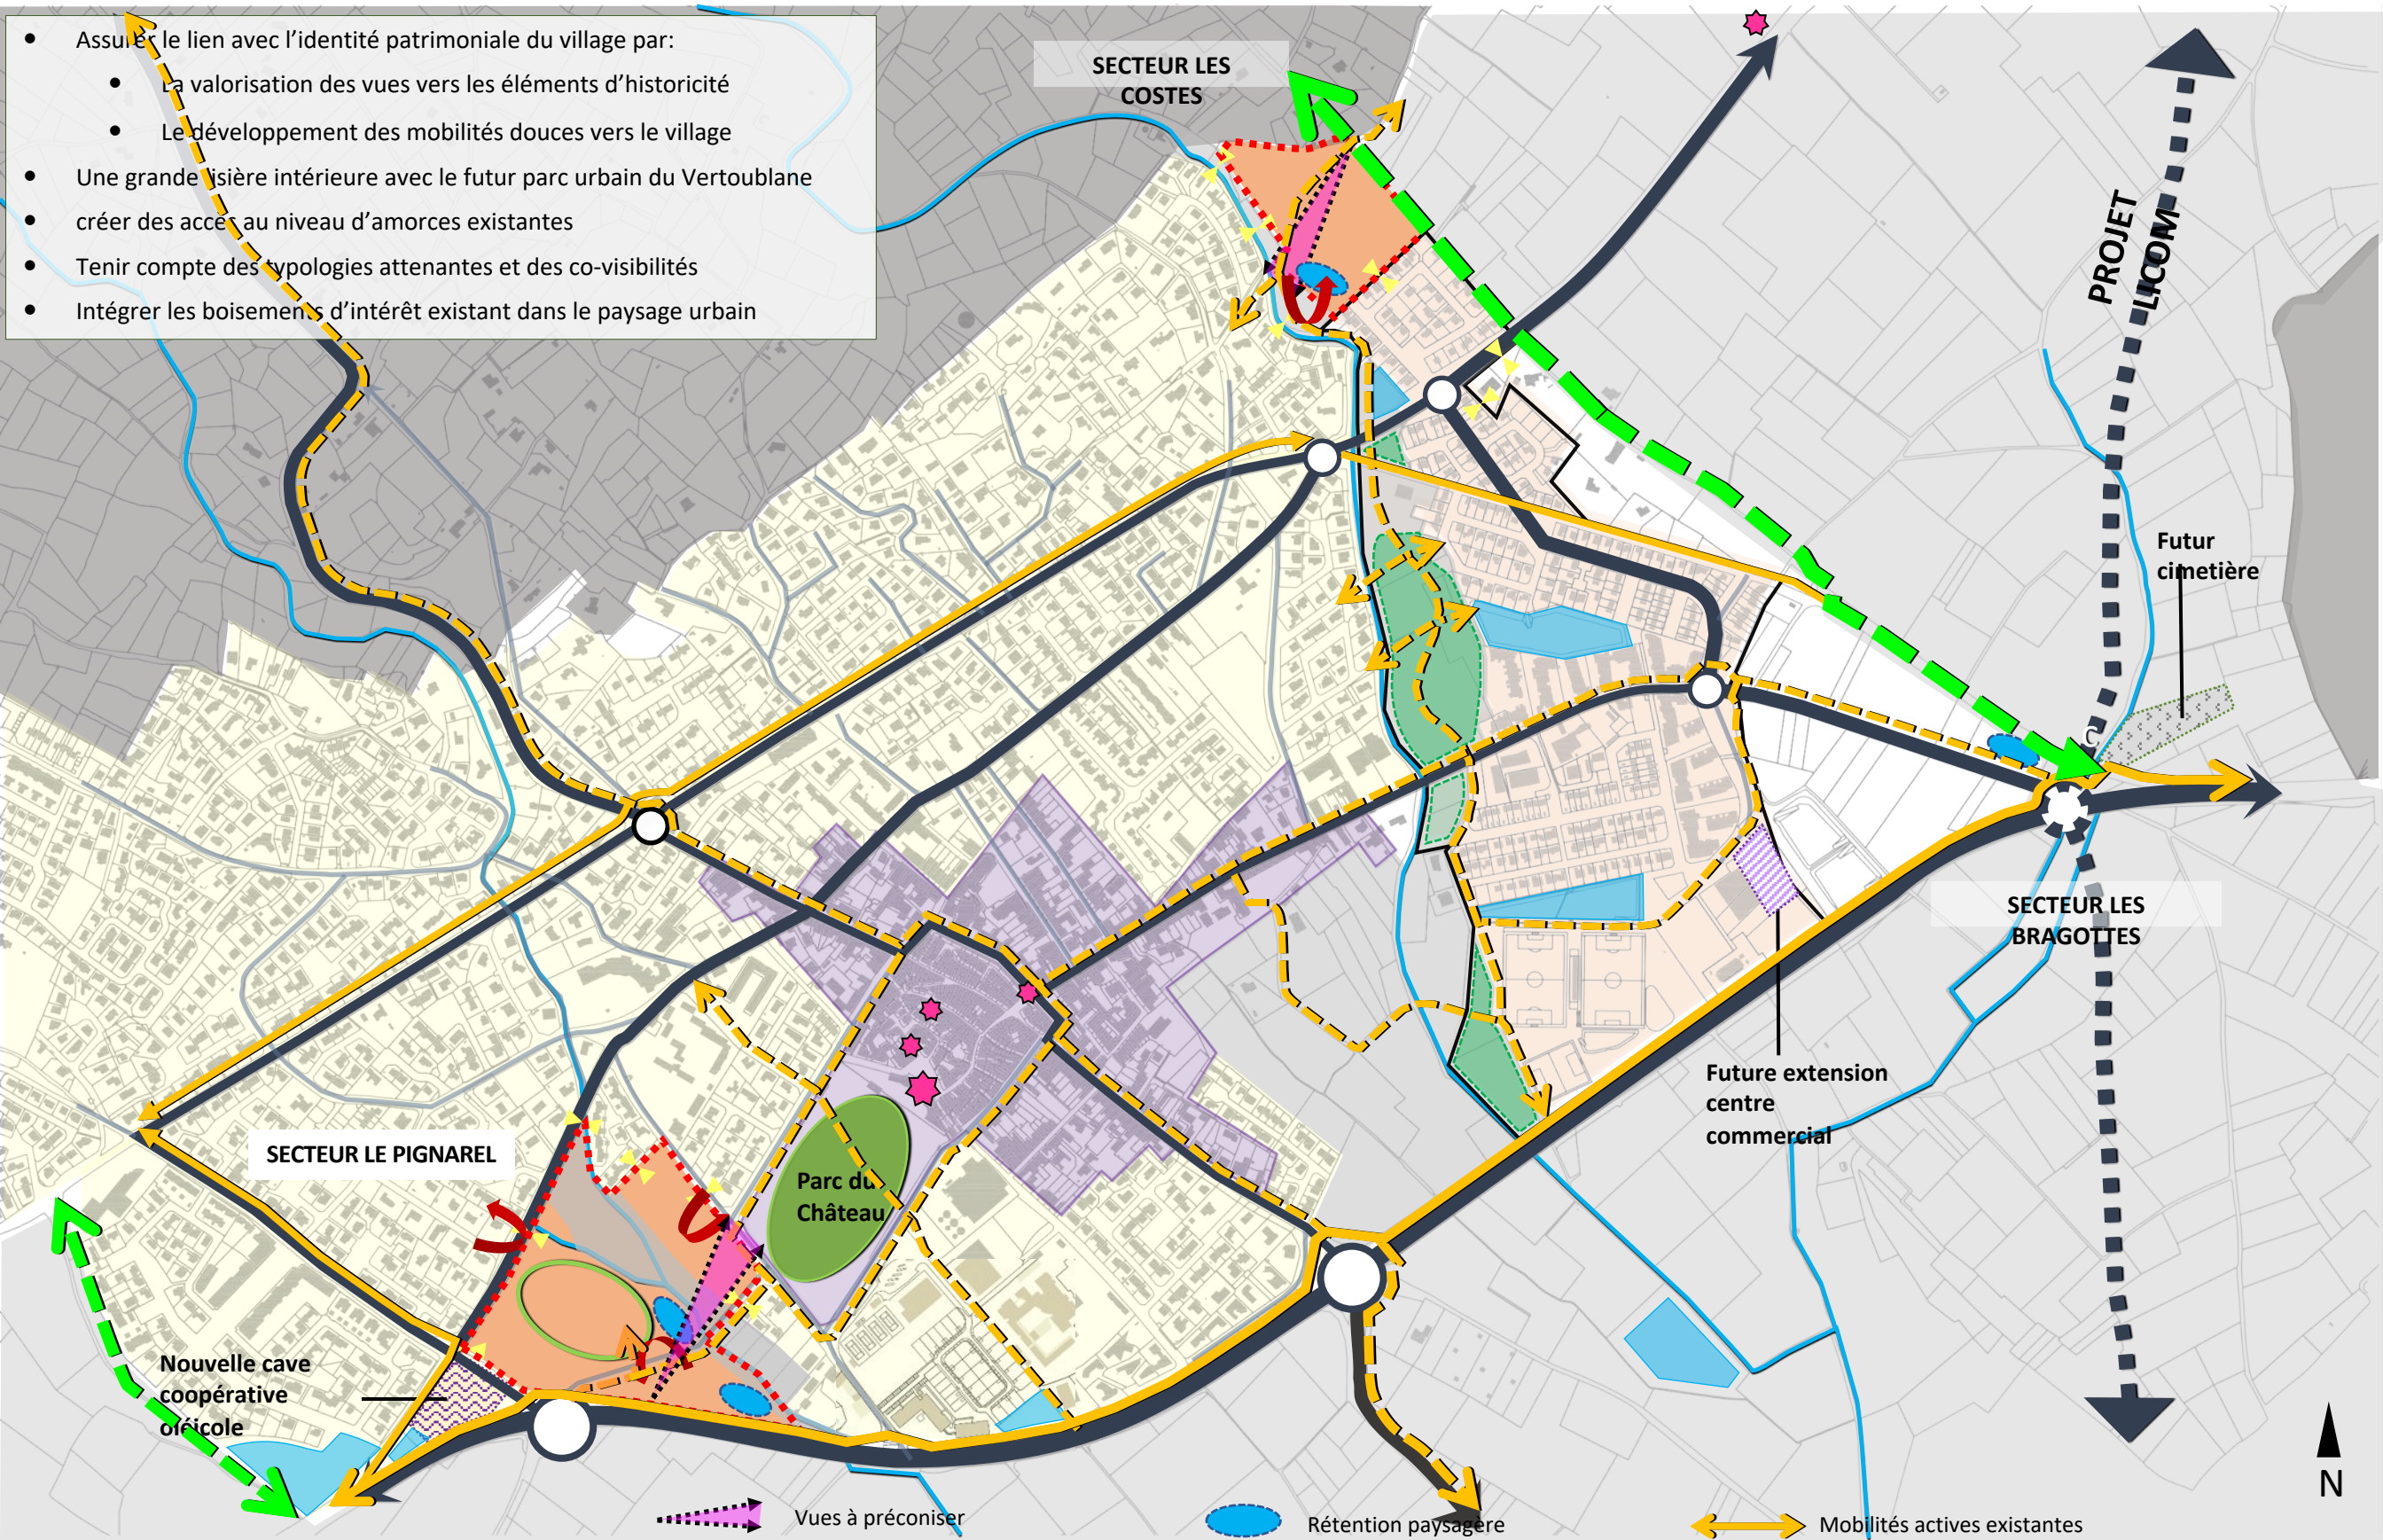 • Assurer le lien avec l’identité patrimoniale du village par:
• La valorisation des vues vers les éléments d’historicité
• Le développement des mobilités douces vers le village
• Une grande lisière intérieure avec le futur parc urbain du Vertoublane
• créer des accès au niveau d’amorces existantes
• Tenir compte des typologies attenantes et des co-visibilités
• Intégrer les boisements d’intérêt existant dans le paysage urbain
SECTEUR LES
COSTES
PROJET
LICOM
Futur
cimetière
C
SECTEUR LES
BRAGOTTES
Future extension
centre
commercial
SECTEUR LE PIGNAREL
Parc du
Château
Nouvelle cave
coopérative
oléicole
N
Vues à préconiser
Rétention paysagère
Mobilités actives existantes